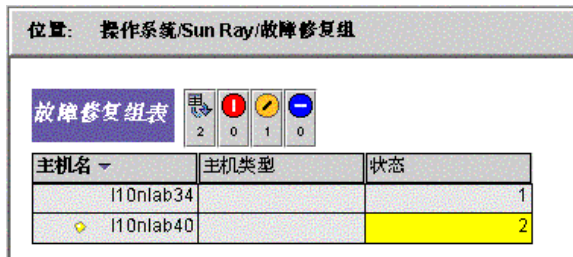 位置: 操作系统/Sun Ray/故障修复组
故障修复组表
2 0 1 0
主机名 主机类型 状态
l10nlab34 1
l10nlab40 2